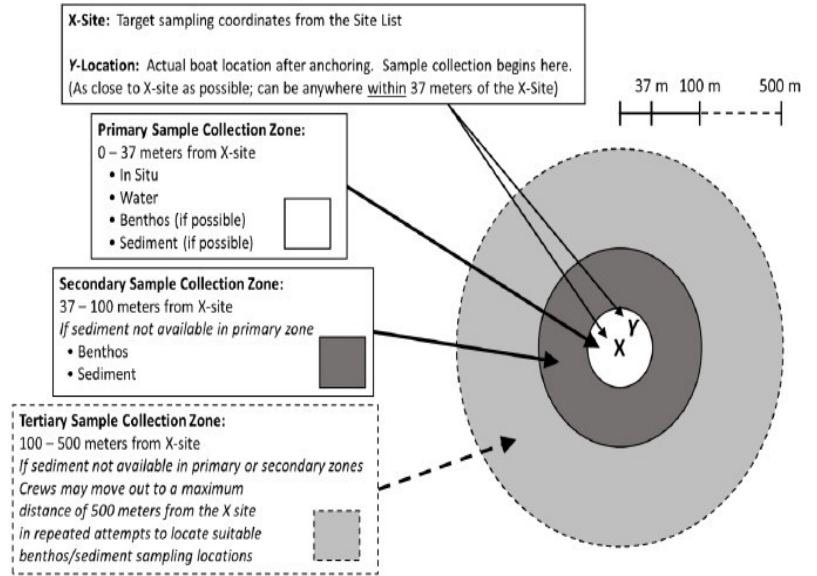 X-Site: Target sampling coordinates from the Site List
Y-Location: Actual boat location after anchoring. Sample collection begins here.
(As close to X-site as possible; can be anywhere within 37 meters of the X-Site)
37 m 100 m 500 m
Primary Sample Collection Zone:
0 – 37 meters from X-site
• In Situ
• Water
• Benthos (if possible)
• Sediment (if possible)
Secondary Sample Collection Zone:
37 – 100 meters from X-site
If sediment not available in primary zone
• Benthos
• Sediment
Y
X
Tertiary Sample Collection Zone:
100 – 500 meters from X-site
If sediment not available in primary or secondary zones
Crews may move out to a maximum
distance of 500 meters from the X site
in repeated attempts to locate suitable
benthos/sediment sampling locations